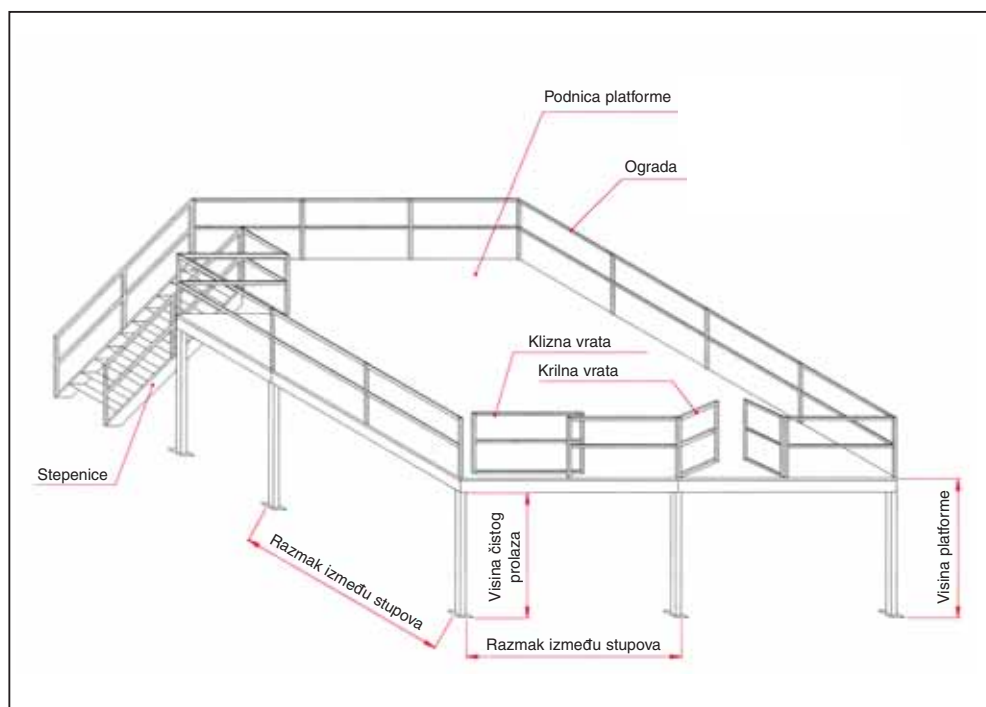 Podnica platforme
Ograda
Klizna vrata
Krilna vrata
Stepenice
Razmak između stupova
Visina čistog
prolaza
Razmak između stupova
Visina platforme